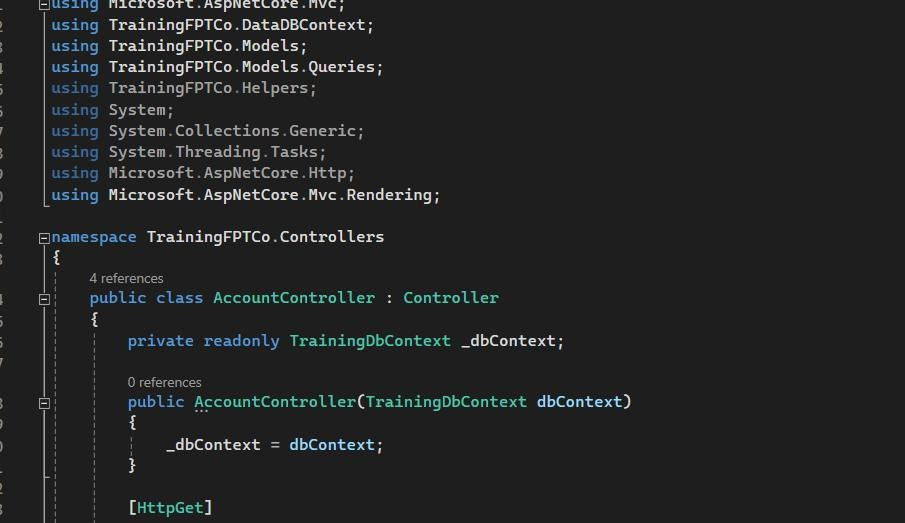 using Microsoft.AspNetCore.Mvc;
using TrainingFPTCo.DataDBContext;
using TrainingFPTCo.Models;
using TrainingFPTCo.Models.Queries;
using TrainingFPTCo.Helpers;
using System;
using System.Collections.Generic;
using System.Threading.Tasks;
using Microsoft.AspNetCore.Http;
using Microsoft.AspNetCore.Mvc.Rendering;
namespace TrainingFPTCo.Controllers
{
4 references
public class AccountController : Controller
{
private readonly TrainingDbContext _dbContext;
0 references
public AccountController(TrainingDbContext dbContext)
{
_dbContext = dbContext;
}
[HttpGet]